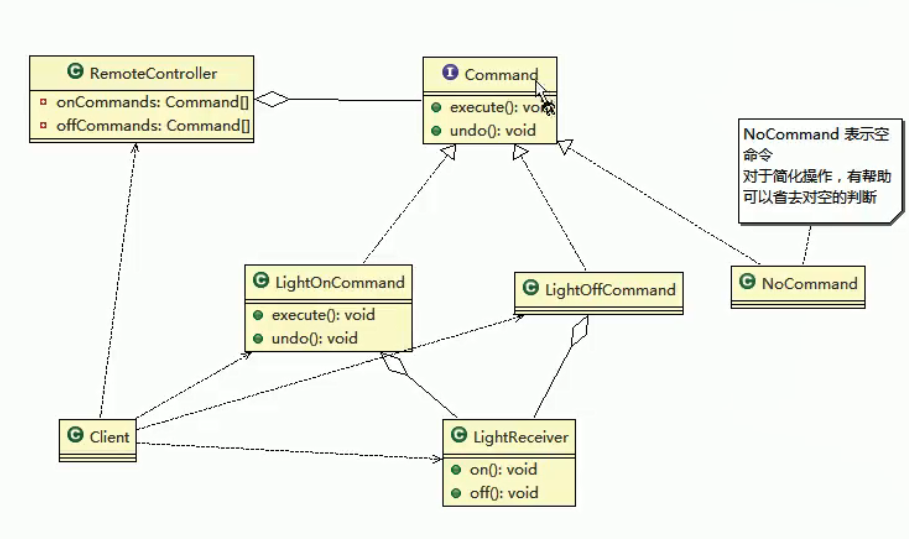 RemoteController
onCommands: Command[]
offCommands: Command[]
Command
execute(): void
undo(): void
NoCommand 表示空
命令
对于简化操作，有帮助
可以省去对空的判断
LightOnCommand
execute(): void
undo(): void
LightOffCommand
NoCommand
Client
LightReceiver
on(): void
off(): void